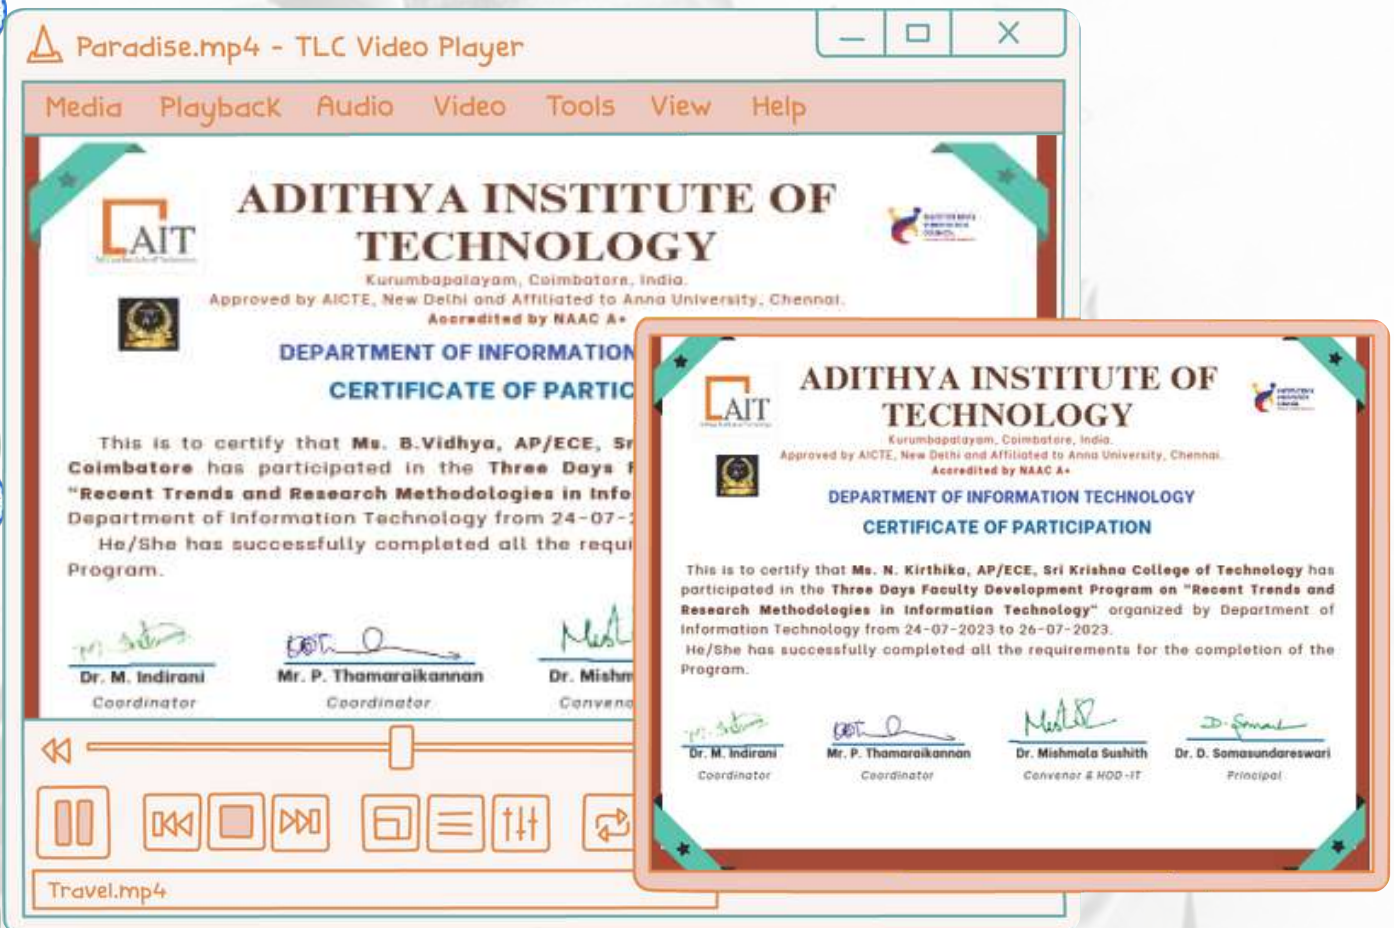 Paradise.mp4 - TLC Video Player
Media Playback Audio Video Tools View Help
AIT
ADITHYA INSTITUTE OF
TECHNOLOGY
Kurumbapalayam, Coimbatore, India.
Approved by AICTE, New Delhi and Affiliated to Anna University, Chennai.
Accredited by NAAC A+
DEPARTMENT OF INFORMATION
CERTIFICATE OF PARTIC
This is to certify that Ms. B.Vidhya, AP/ECE, Sr
Coimbatore has participated in the Three Days F
"Recent Trends and Research Methodologies in Info
Department of Information Technology from 24-07-2
He/She has successfully completed all the requi
Program.
Dr. M. Indirani
Coordinator
Mr. P. Thamaraikannan
Coordinator
Dr. Mishm
Conveno
Travel.mp4
AIT
ADITHYA INSTITUTE OF
TECHNOLOGY
Kurumbapalayam, Coimbatore, India.
Approved by AICTE, New Delhi and Affiliated to Anna University, Chennai.
Accredited by NAAC A+
DEPARTMENT OF INFORMATION TECHNOLOGY
CERTIFICATE OF PARTICIPATION
This is to certify that Ms. N. Kirthika, AP/ECE, Sri Krishna College of Technology has
participated in the Three Days Faculty Development Program on "Recent Trends and
Research Methodologies in Information Technology" organized by Department of
Information Technology from 24-07-2023 to 26-07-2023.
He/She has successfully completed all the requirements for the completion of the
Program.
Dr. M. Indirani
Coordinator
Mr. P. Thamaraikannan
Coordinator
Dr. Mishmala Sushith
Convenor & HOD -IT
D. Somas
Dr. D. Somasundareswari
Principal